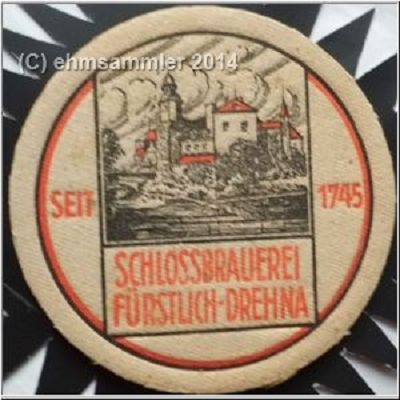 (C) ehmsammler 2014
SEIT 1745
SCHLOSSBRAUEREI
FÜRSTLICH-DREHNA